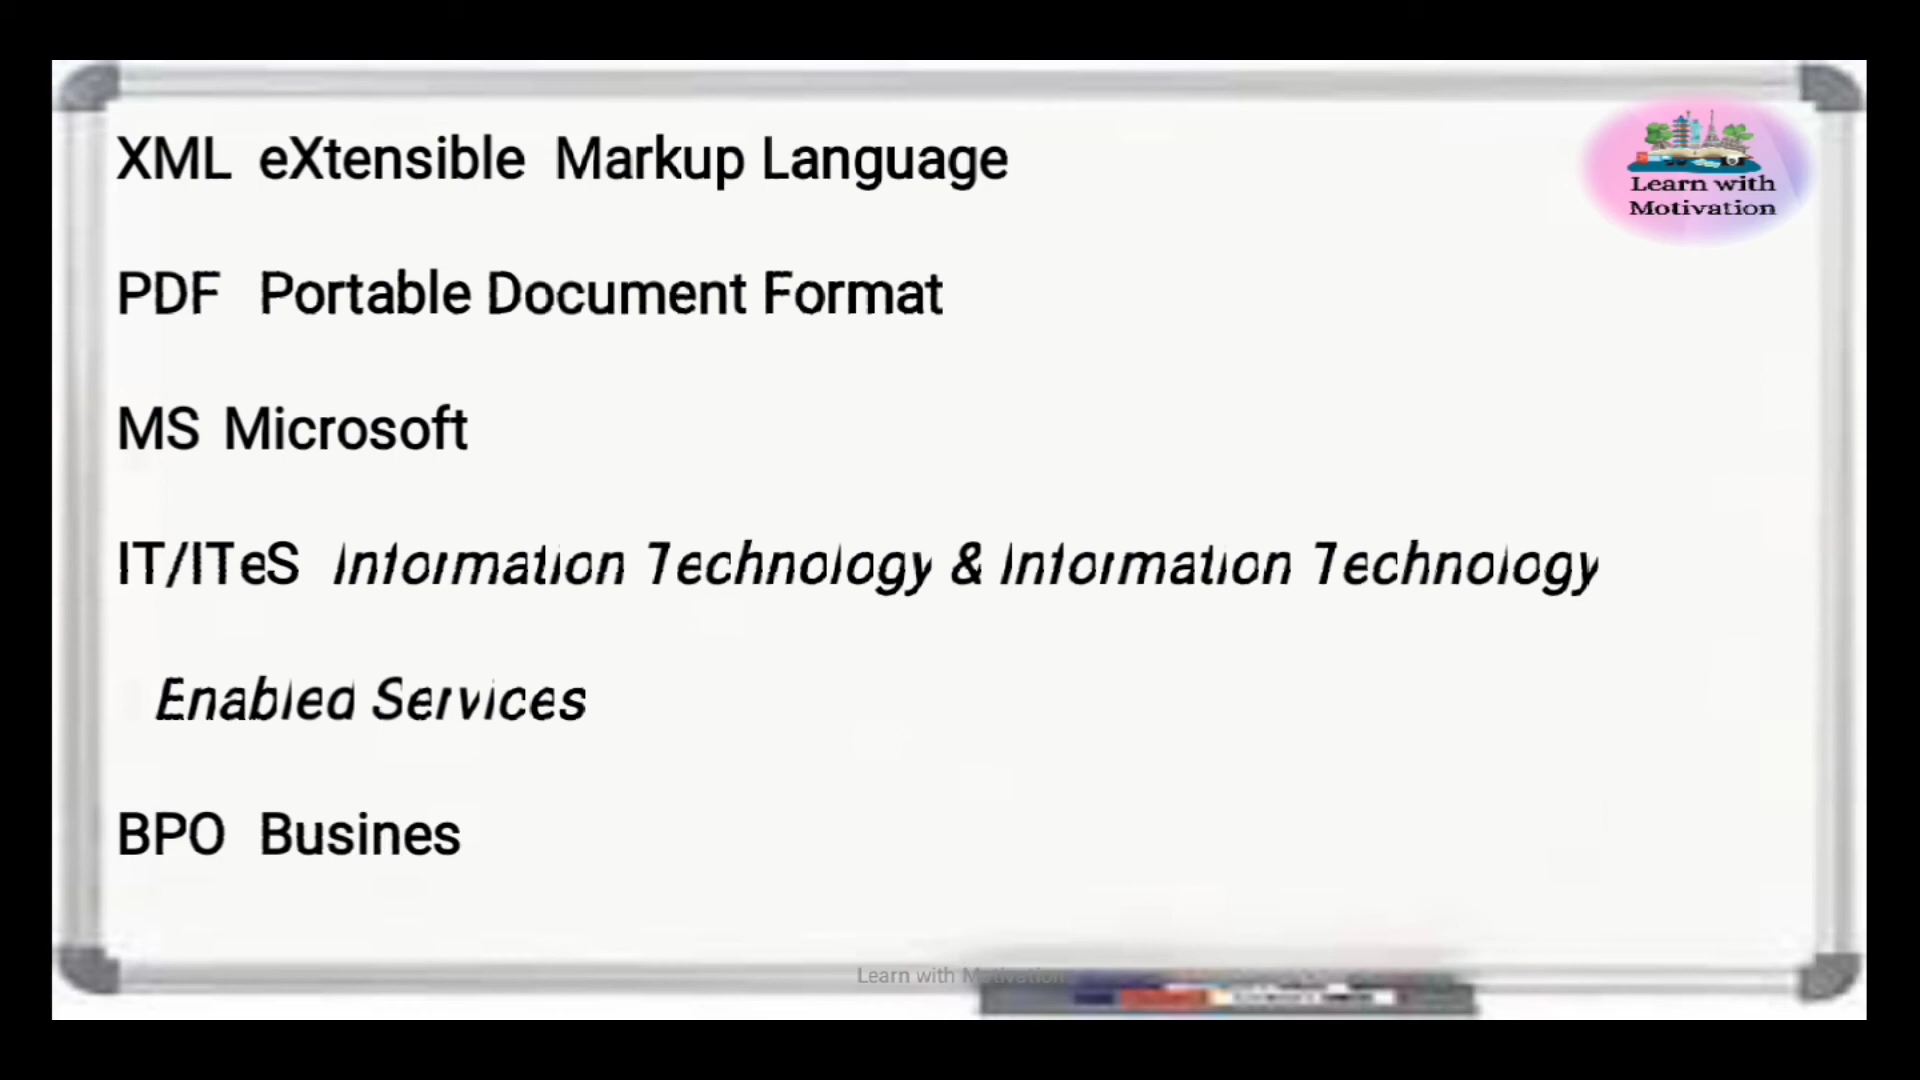 XML eXtensible Markup Language
Learn with
Motivation
PDF Portable Document Format
MS Microsoft
IT/ITeS Information Technology & Information Technology
Enabled Services
BPO Busines
Learn with Motivation